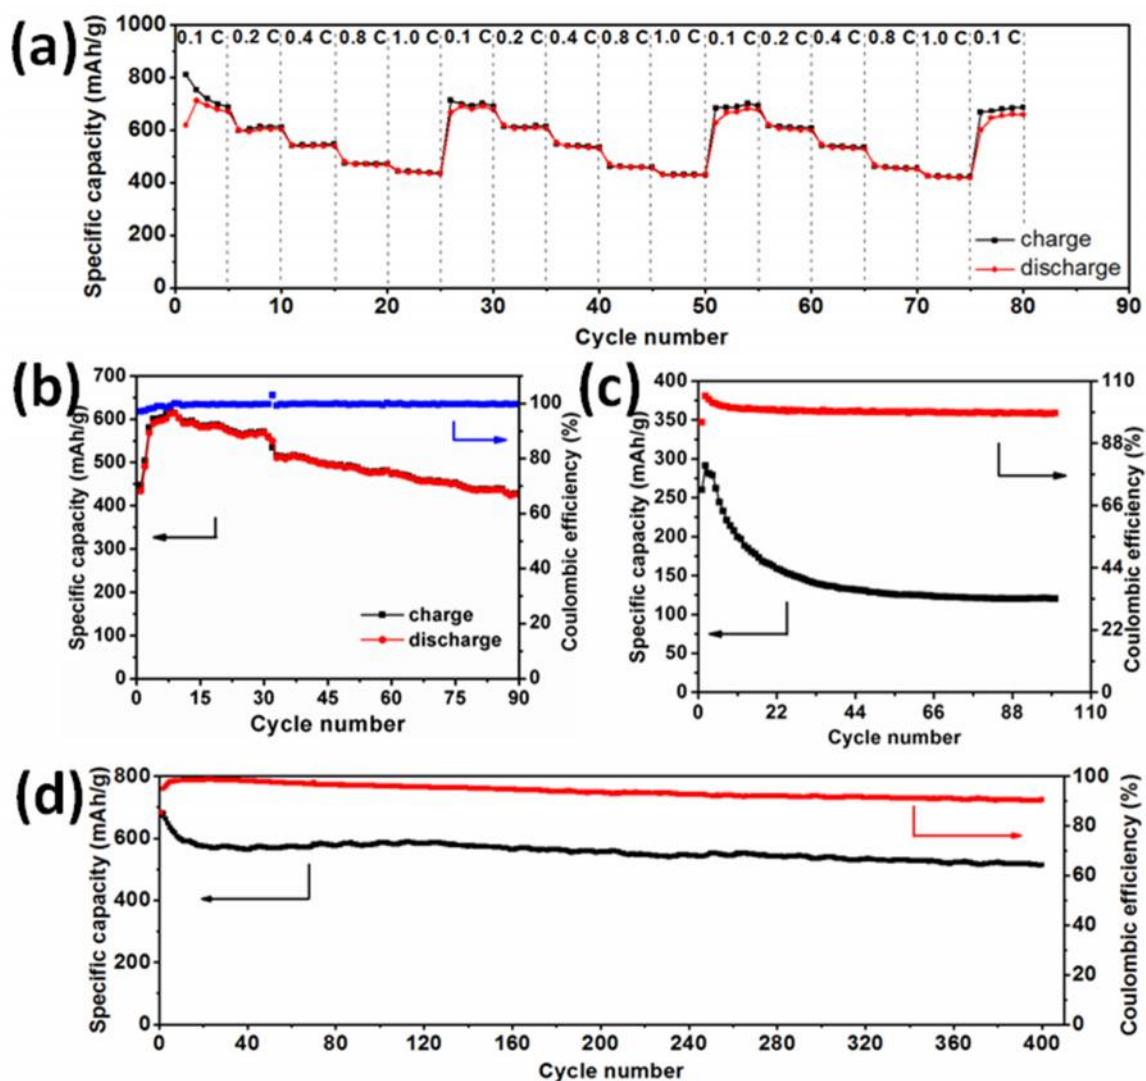 (a)
Specific capacity (mAh/g)
1000
800
600
400
200
0
0.1 C 0.2 C 0.4 C 0.8 C 1.0 C 0.1 C 0.2 C 0.4 C 0.8 C 1.0 C 0.1 C 0.2 C 0.4 C 0.8 C 1.0 C 0.1 C
charge
discharge
0 10 20 30 40 50 60 70 80 90
Cycle number
(b)
Specific capacity (mAh/g)
700
600
500
400
300
200
100
0
charge
discharge
100
80
60
40
20
0
Coulombic efficiency (%)
0 15 30 45 60 75 90
Cycle number
(c)
Specific capacity (mAh/g)
400
350
300
250
200
150
100
50
0
110
88
66
44
22
0
Coulombic efficiency (%)
0 22 44 66 88 110
Cycle number
(d)
Specific capacity (mAh/g)
800
600
400
200
0
100
80
60
40
20
0
Coulombic efficiency (%)
0 40 80 120 160 200 240 280 320 360 400
Cycle number